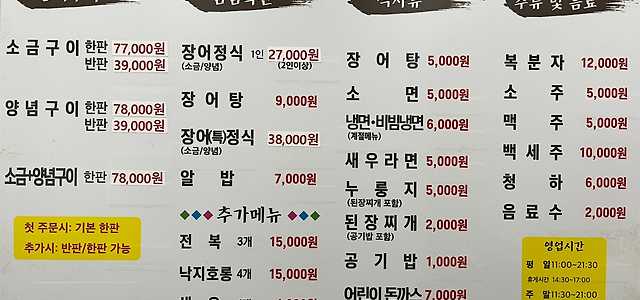 소금구이 한판 77,000원
반판 39,000원
양념구이 한판 78,000원
반판 39,000원
소금+양념구이 한판 78,000원
첫 주문시: 기본 한판
추가시: 반판/한판 가능
장어정식 1인 27,000원
(소금/양념) (2인이상)
장어탕 9,000원
장어(특)정식 38,000원
(소금/양념)
알밥 7,000원
추가메뉴
전복 3개 15,000원
낙지호롱 4개 15,000원
장어탕 5,000원
소면 5,000원
냉면·비빔냉면 6,000원
(계절메뉴)
새우라면 5,000원
누룽지 5,000원
(된장찌개 포함)
된장찌개 2,000원
(공기밥 포함)
공기밥 1,000원
어린이돈까스 7,000원
주류 및 음료
복분자 12,000원
소주 5,000원
맥주 5,000원
백세주 10,000원
청하 6,000원
음료수 2,000원
영업시간
평일 11:00~21:30
휴게시간 14:30~17:00
주말 11:30~21:00